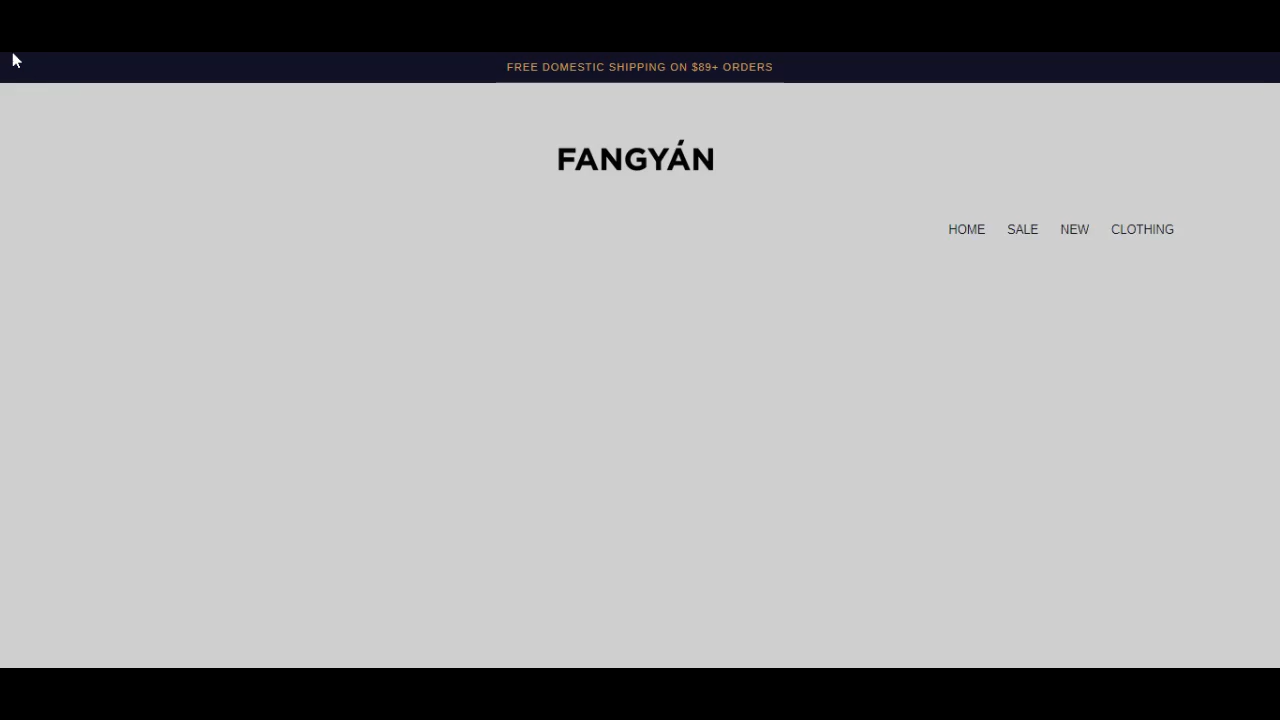 FREE DOMESTIC SHIPPING ON $89+ ORDERS
FANGYÁN
HOME SALE NEW CLOTHING